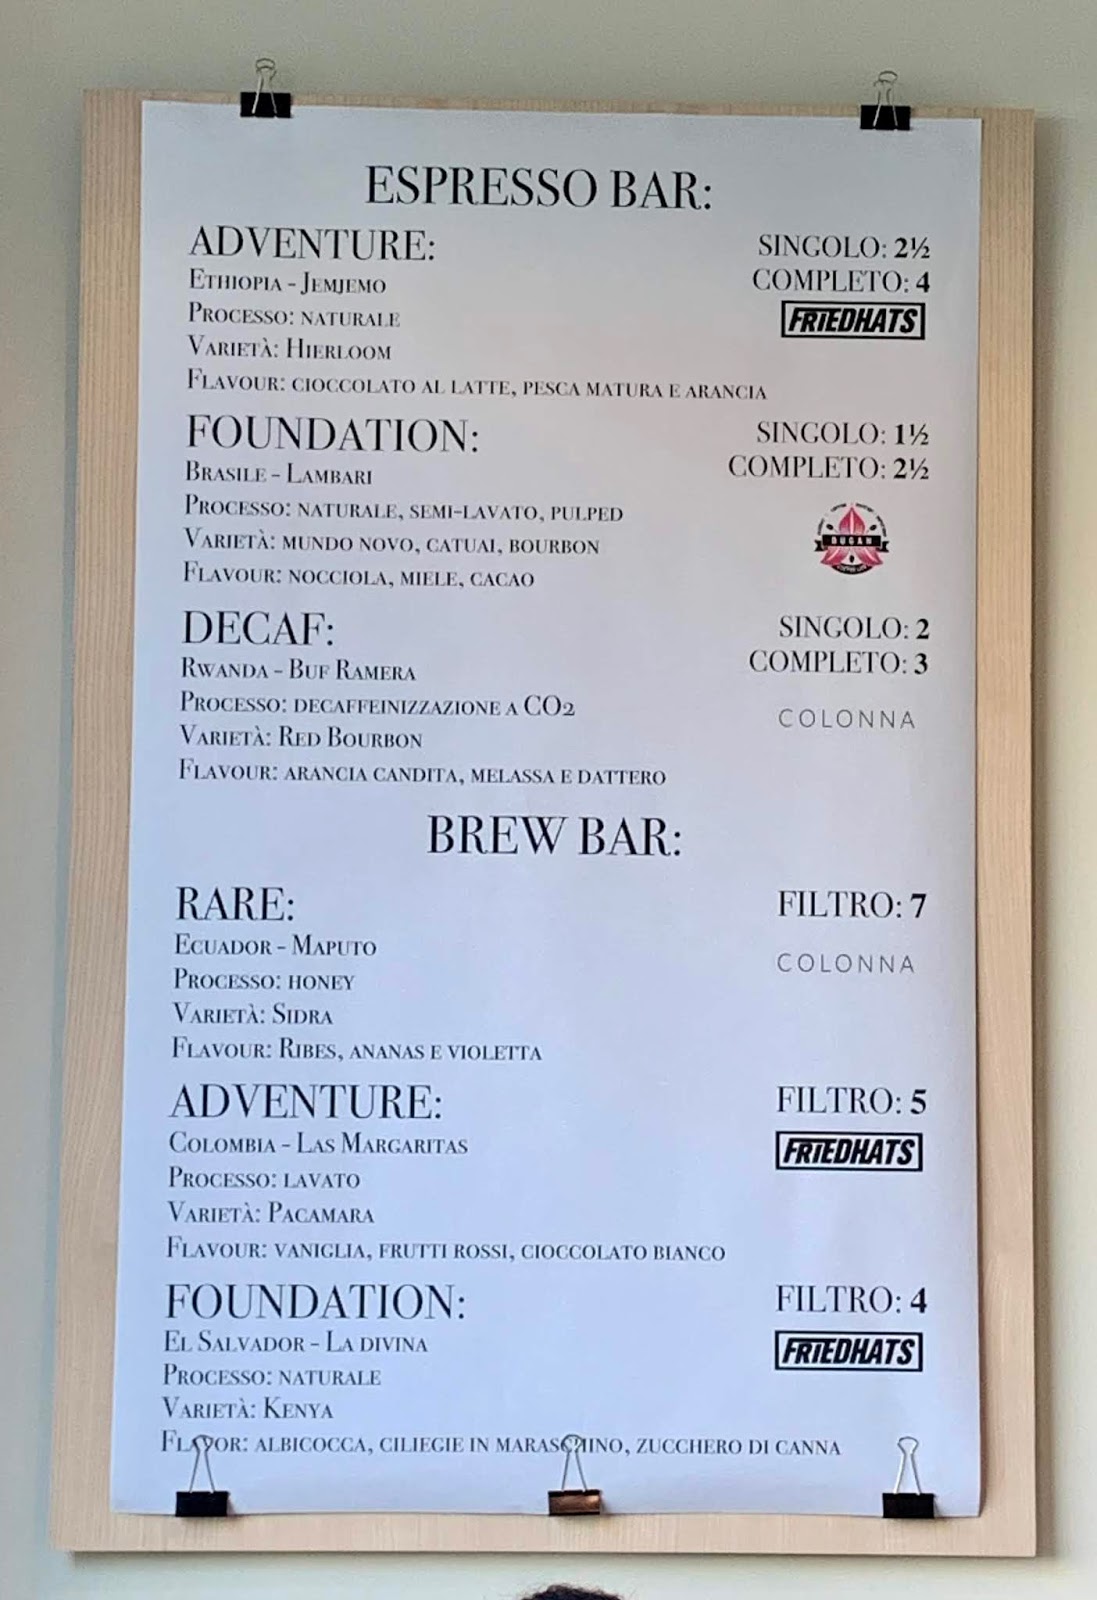 ESPRESSO BAR:
ADVENTURE:
SINGOLO: 2½
ETHIOPIA - JEMJEMO
COMPLETO: 4
PROCESSO: NATURALE
FRIEDHATS
VARIETÀ: HIERLOOM
FLAVOUR: CIOCCOLATO AL LATTE, PESCA MATURA E ARANCIA
FOUNDATION:
SINGOLO: 1½
BRASILE - LAMBARI
COMPLETO: 2½
PROCESSO: NATURALE, SEMI-LAVATO, PULPED
VARIETÀ: MUNDO NOVO, CATUAI, BOURBON
BUGAN
FLAVOUR: NOCCIOLA, MIELE, CACAO
DECAF:
SINGOLO: 2
RWANDA - BUF RAMERA
COMPLETO: 3
PROCESSO: DECAFFEINIZZAZIONE A CO2
COLONNA
VARIETÀ: RED BOURBON
FLAVOUR: ARANCIA CANDITA, MELASSA E DATTERO
BREW BAR:
RARE:
FILTRO: 7
ECUADOR - MAPUTO
COLONNA
PROCESSO: HONEY
VARIETÀ: SIDRA
FLAVOUR: RIBES, ANANAS E VIOLETTA
ADVENTURE:
FILTRO: 5
COLOMBIA - LAS MARGARITAS
FRIEDHATS
PROCESSO: LAVATO
VARIETÀ: PACAMARA
FLAVOUR: VANIGLIA, FRUTTI ROSSI, CIOCCOLATO BIANCO
FOUNDATION:
FILTRO: 4
EL SALVADOR - LA DIVINA
FRIEDHATS
PROCESSO: NATURALE
VARIETÀ: KENYA
FLAVOR: ALBICOCCA, CILIEGIE IN MARASCHINO, ZUCCHERO DI CANNA